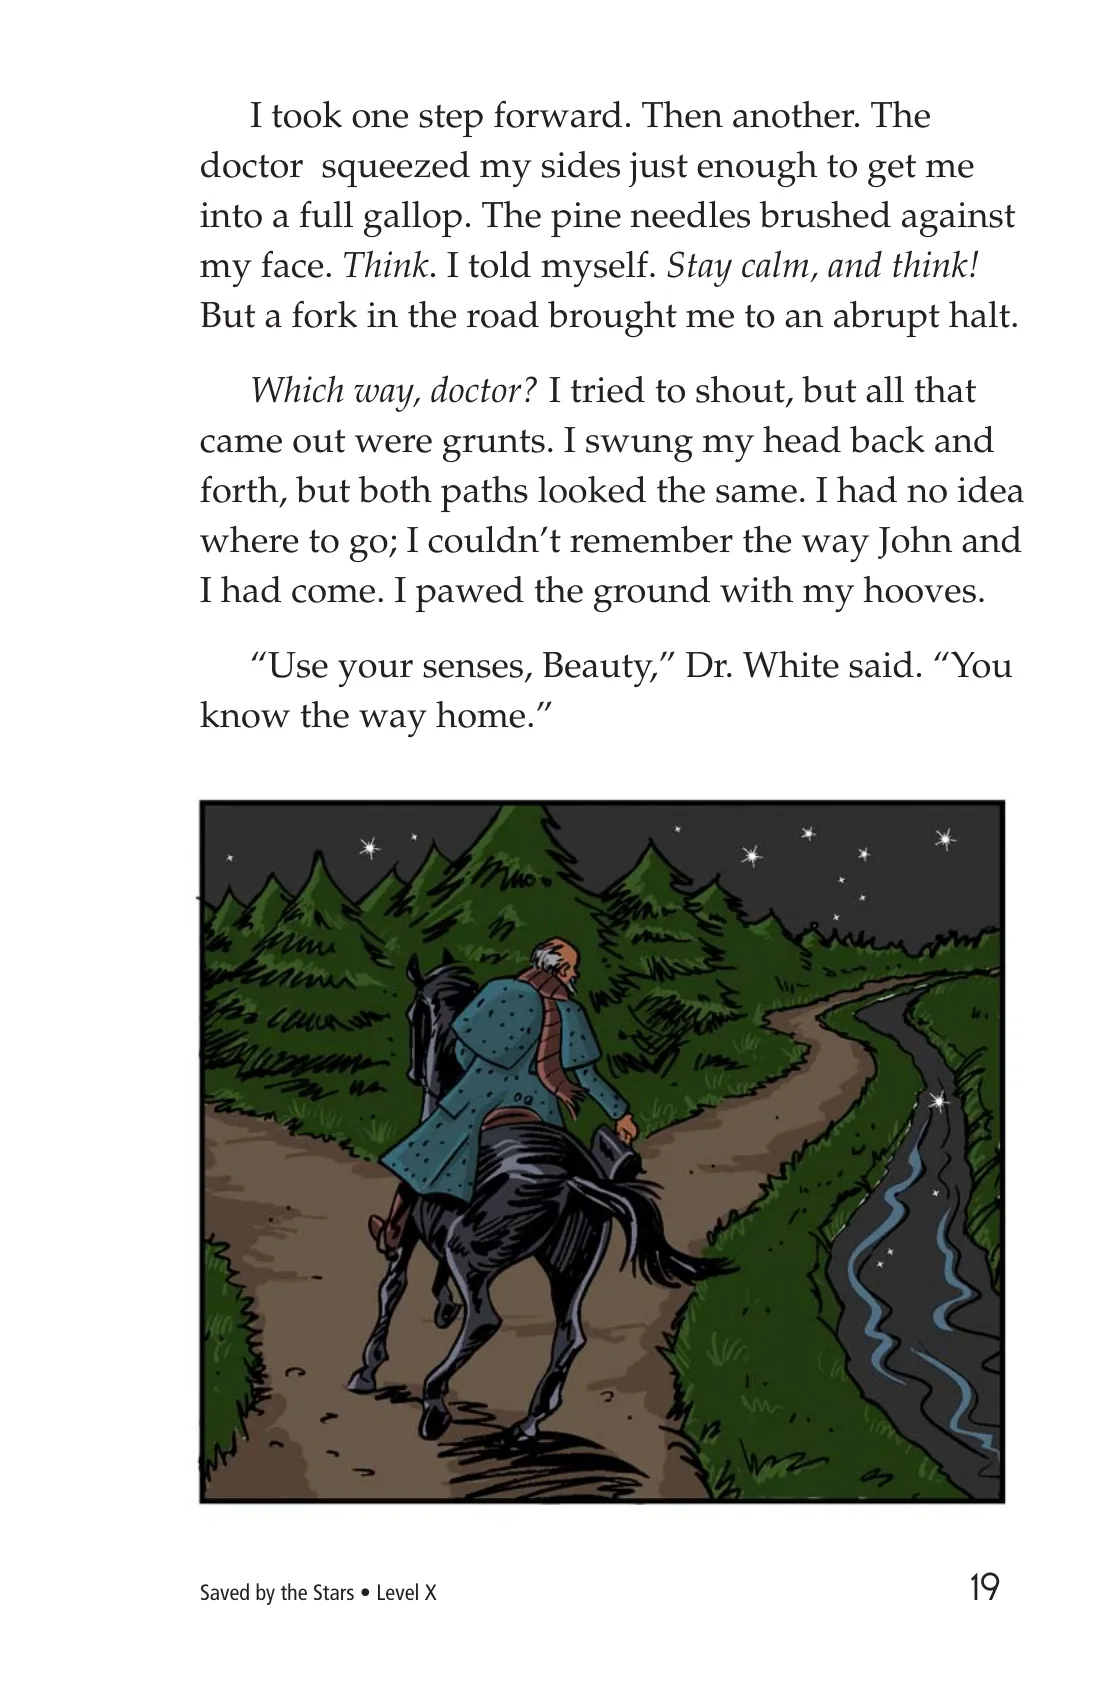 I took one step forward. Then another. The
doctor  squeezed my sides just enough to get me
into a full gallop. The pine needles brushed against
my face. Think. I told myself. Stay calm, and think!
But a fork in the road brought me to an abrupt halt.
Which way, doctor? I tried to shout, but all that
came out were grunts. I swung my head back and
forth, but both paths looked the same. I had no idea
where to go; I couldn’t remember the way John and
I had come. I pawed the ground with my hooves.
“Use your senses, Beauty,” Dr. White said. “You
know the way home.”
Saved by the Stars • Level X
19